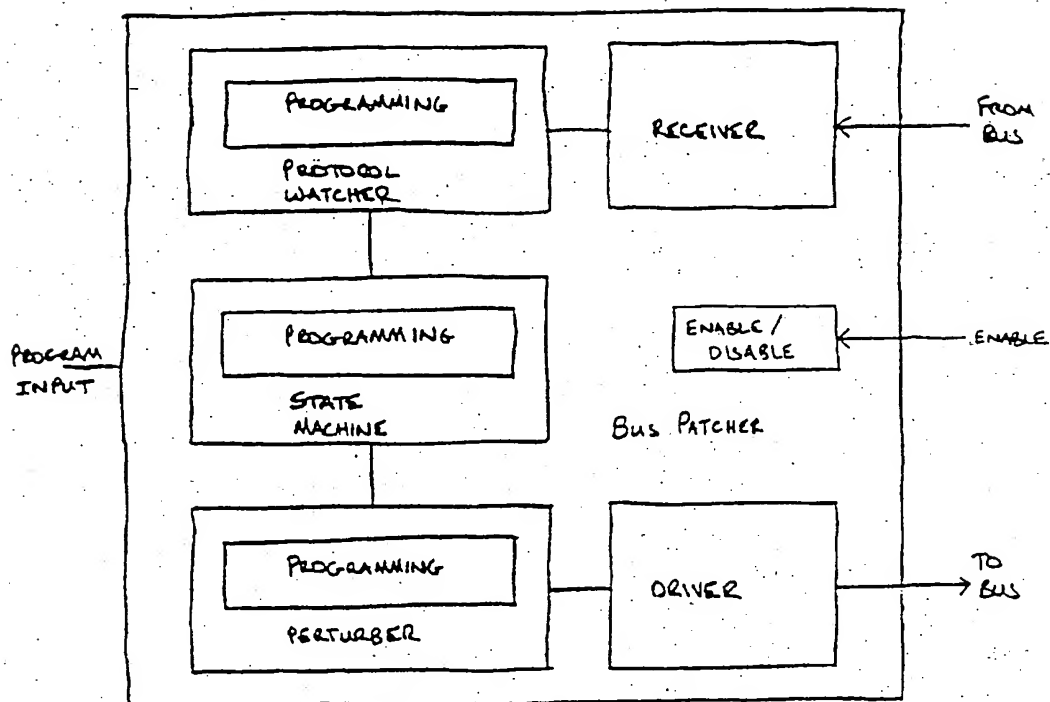 PROGRAMMING
PROTOCOL
WATCHER
RECEIVER
FROM
BUS
PROGRAMMING
STATE
MACHINE
ENABLE /
DISABLE
ENABLE
PROGRAM
INPUT
BUS PATCHER
PROGRAMMING
PERTURBER
DRIVER
TO
BUS